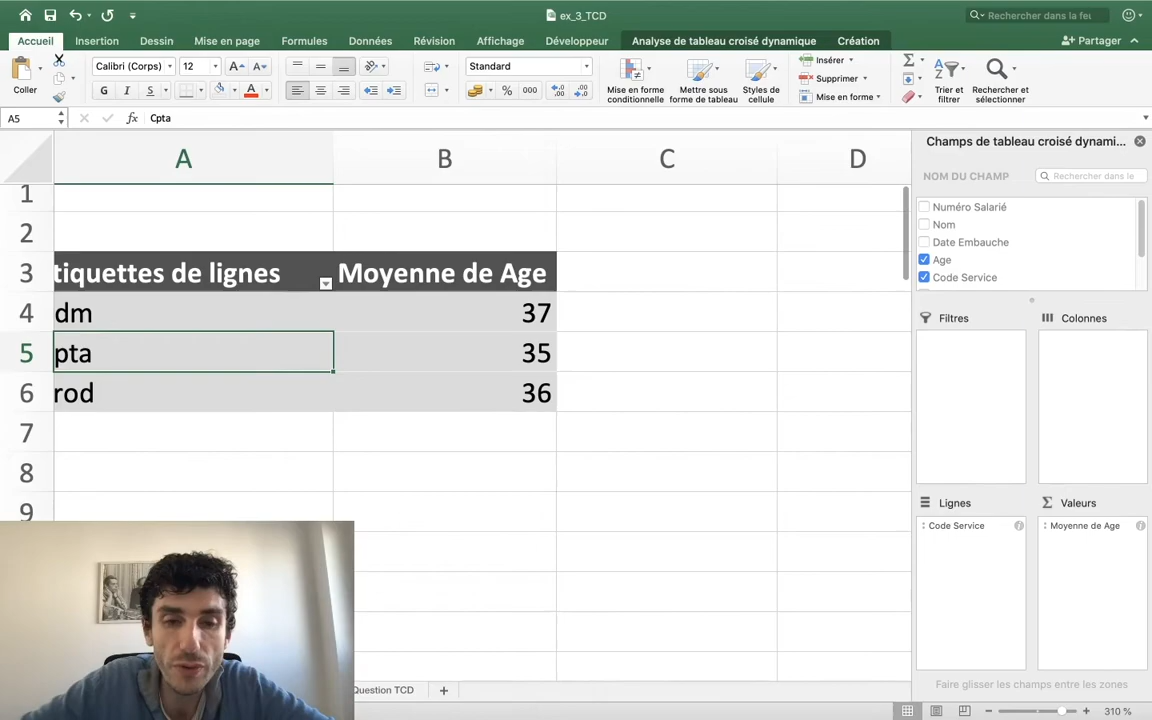 ex_3_TCD
Rechercher dans la feu
Accueil Insertion Dessin Mise en page Formules Données Révision Affichage Développeur Analyse de tableau croisé dynamique Création Partager
Coller
Calibri (Corps) 12
G I S A
Standard
% 000
Mise en forme conditionnelle
Mettre sous forme de tableau
Styles de cellule
Insérer
Supprimer
Mise en forme
Trier et filtrer
Rechercher et sélectionner
A5 fx Cpta
A B C D
1
2
3 tiquettes de lignes Moyenne de Age
4 dm 37
5 pta 35
6 rod 36
7
8
9
Question TCD +
Champs de tableau croisé dynami...
NOM DU CHAMP Rechercher dans le
Numéro Salarié
Nom
Date Embauche
Age
Code Service
Filtres Colonnes
Lignes Valeurs
Code Service Moyenne de Age
Faire glisser les champs entre les zones
310 %